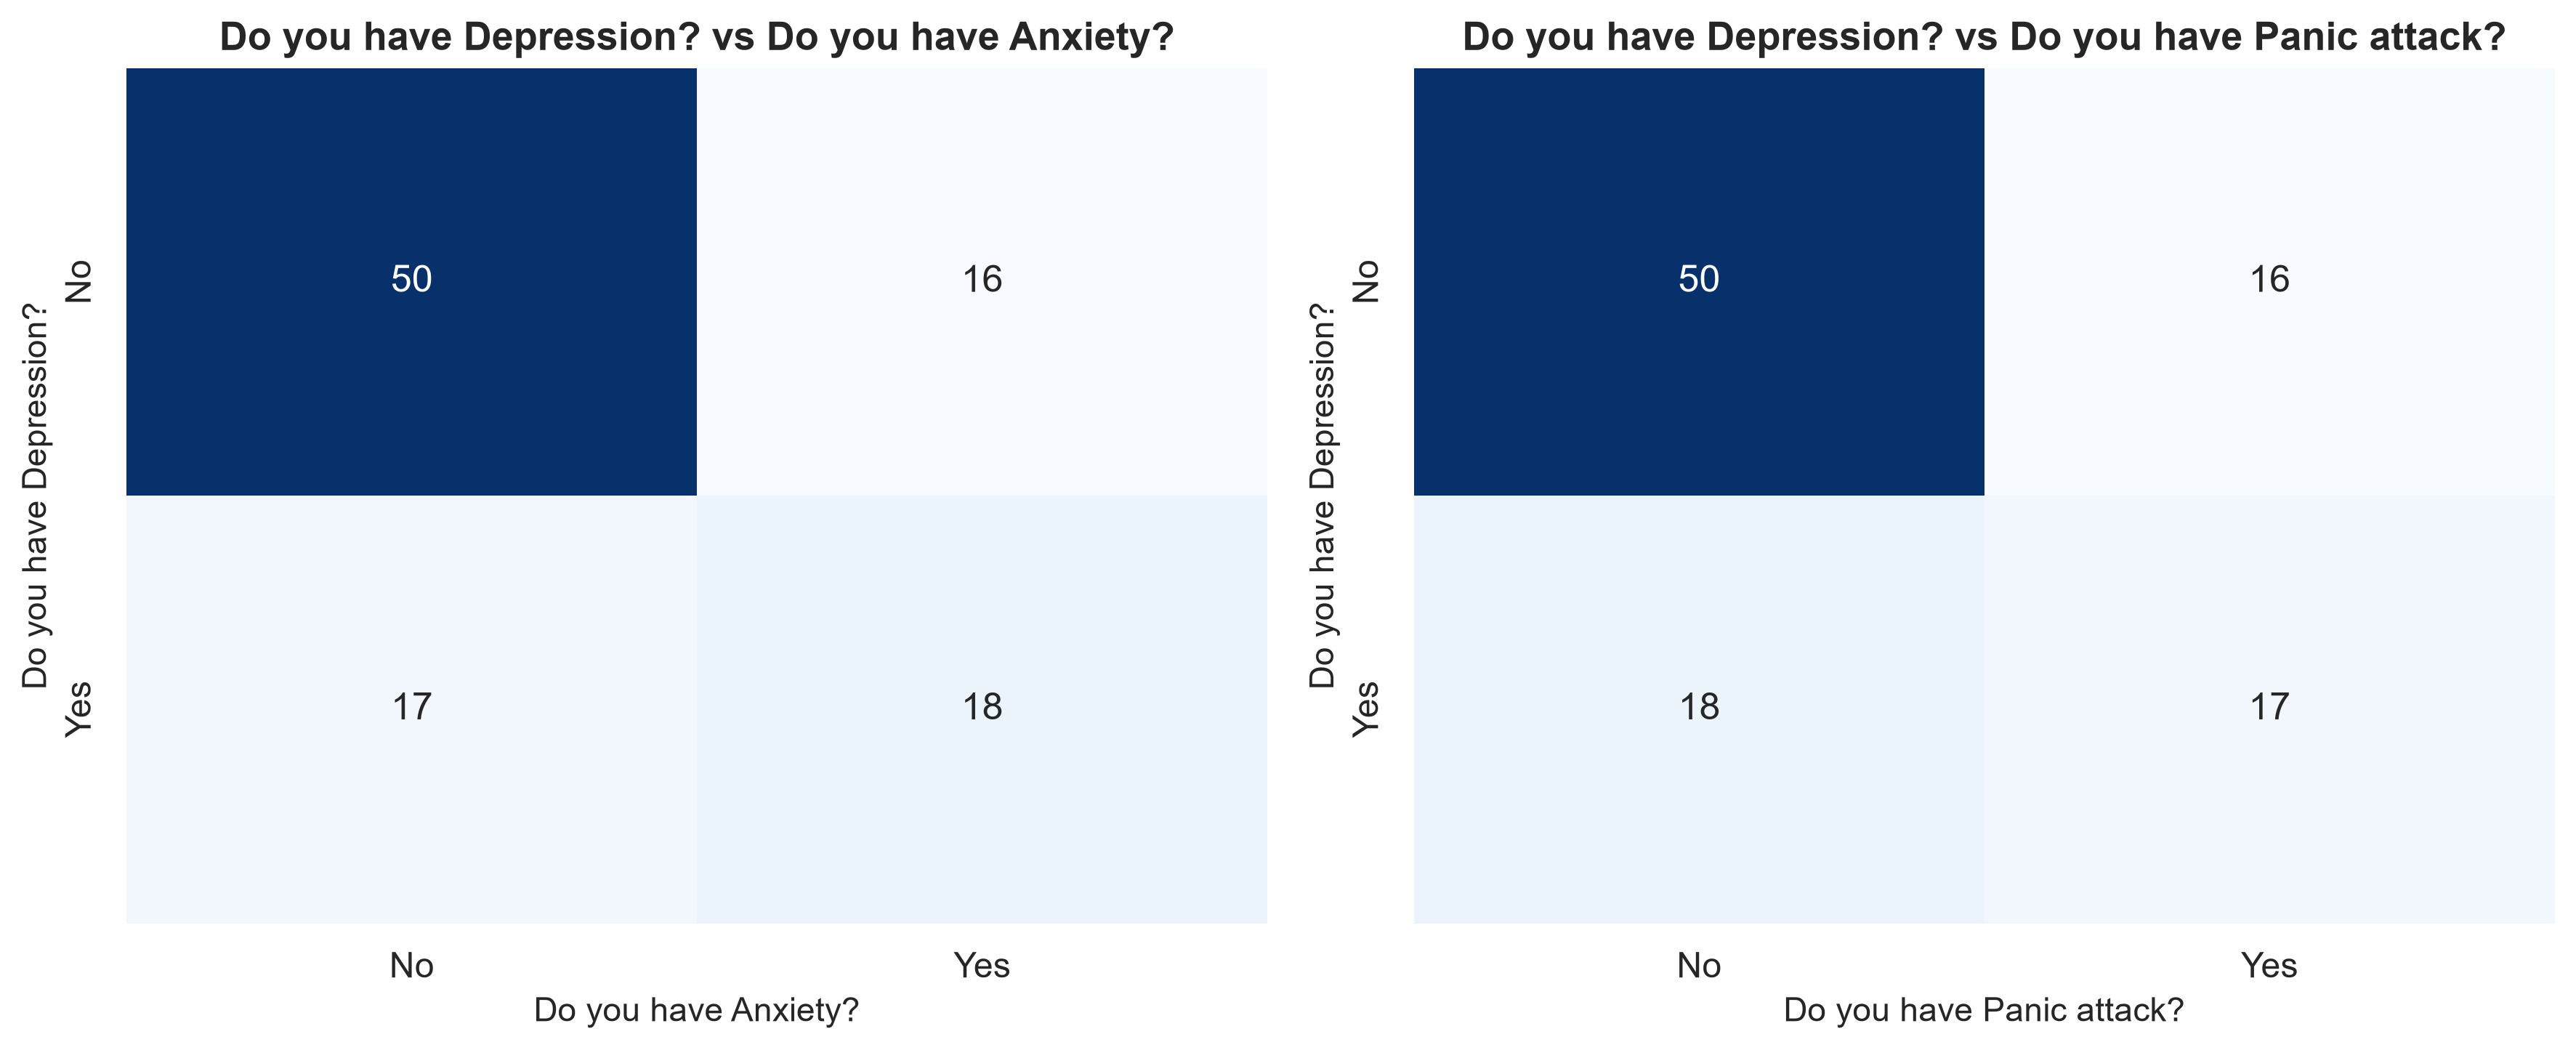 Do you have Depression? vs Do you have Anxiety?
Do you have Depression?
No
50
16
Yes
17
18
No
Yes
Do you have Anxiety?
Do you have Depression? vs Do you have Panic attack?
Do you have Depression?
No
50
16
Yes
18
17
No
Yes
Do you have Panic attack?